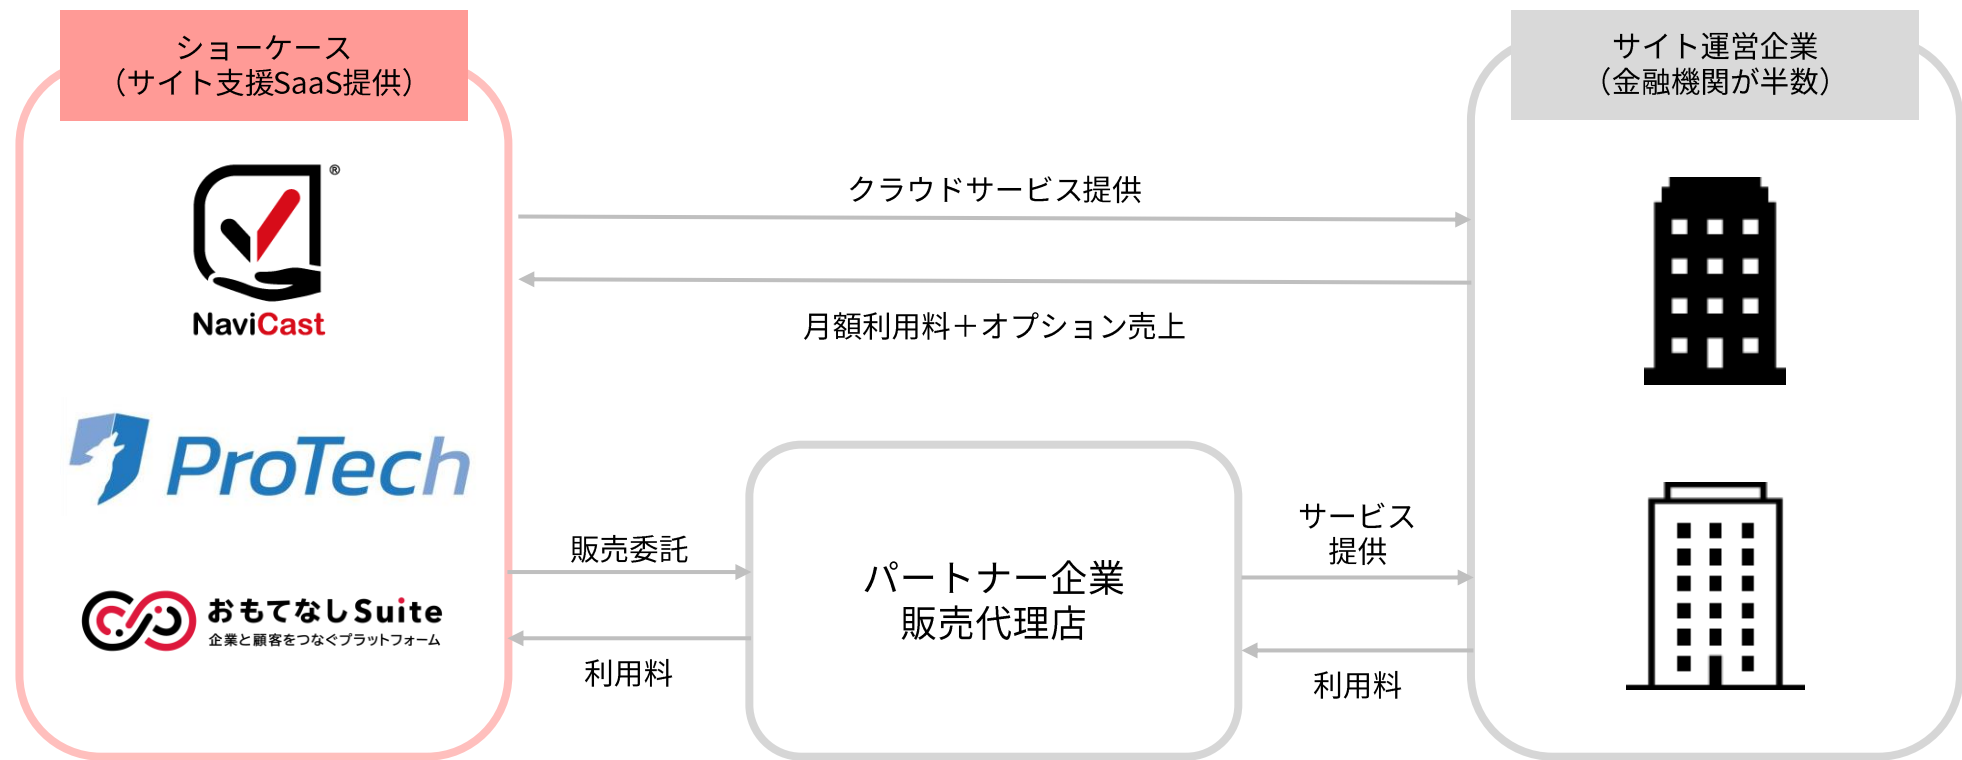 ショーケース
（サイト支援SaaS提供）
サイト運営企業
（金融機関が半数）
®
NaviCast
クラウドサービス提供
月額利用料＋オプション売上
ProTech
販売委託
利用料
おもてなしSuite
企業と顧客をつなぐプラットフォーム
パートナー企業
販売代理店
サービス
提供
利用料